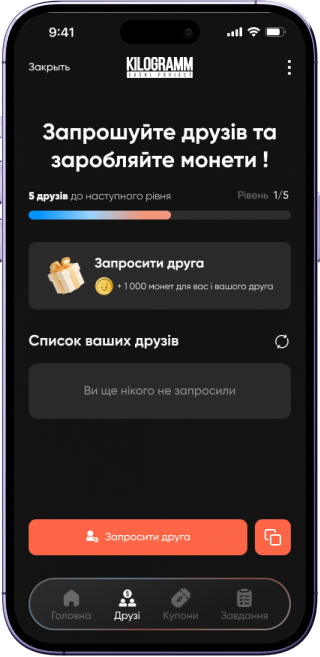 9:41
Закрыть
KILOGRAMM
SUSHI PROJECT
Запрошуйте друзів та
заробляйте монети !
5 друзів до наступного рівня
Рівень 1/5
Запросити друга
+ 1 000 монет для вас і вашого друга
Список ваших друзів
Ви ще нікого не запросили
Запросити друга
Головна
Друзі
Купони
Завдання